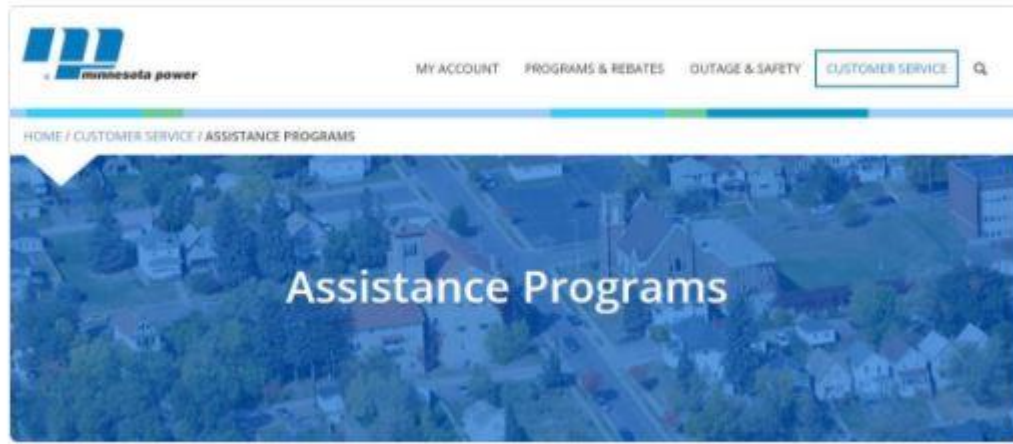 minnesota power
MY ACCOUNT PROGRAMS & REBATES OUTAGE & SAFETY CUSTOMER SERVICE
HOME / CUSTOMER SERVICE / ASSISTANCE PROGRAMS
Assistance Programs